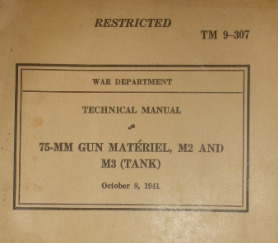 RESTRICTED
TM 9-307
WAR DEPARTMENT
TECHNICAL MANUAL
75-MM GUN MATÉRIEL, M2 AND
M3 (TANK)
October 8, 1941